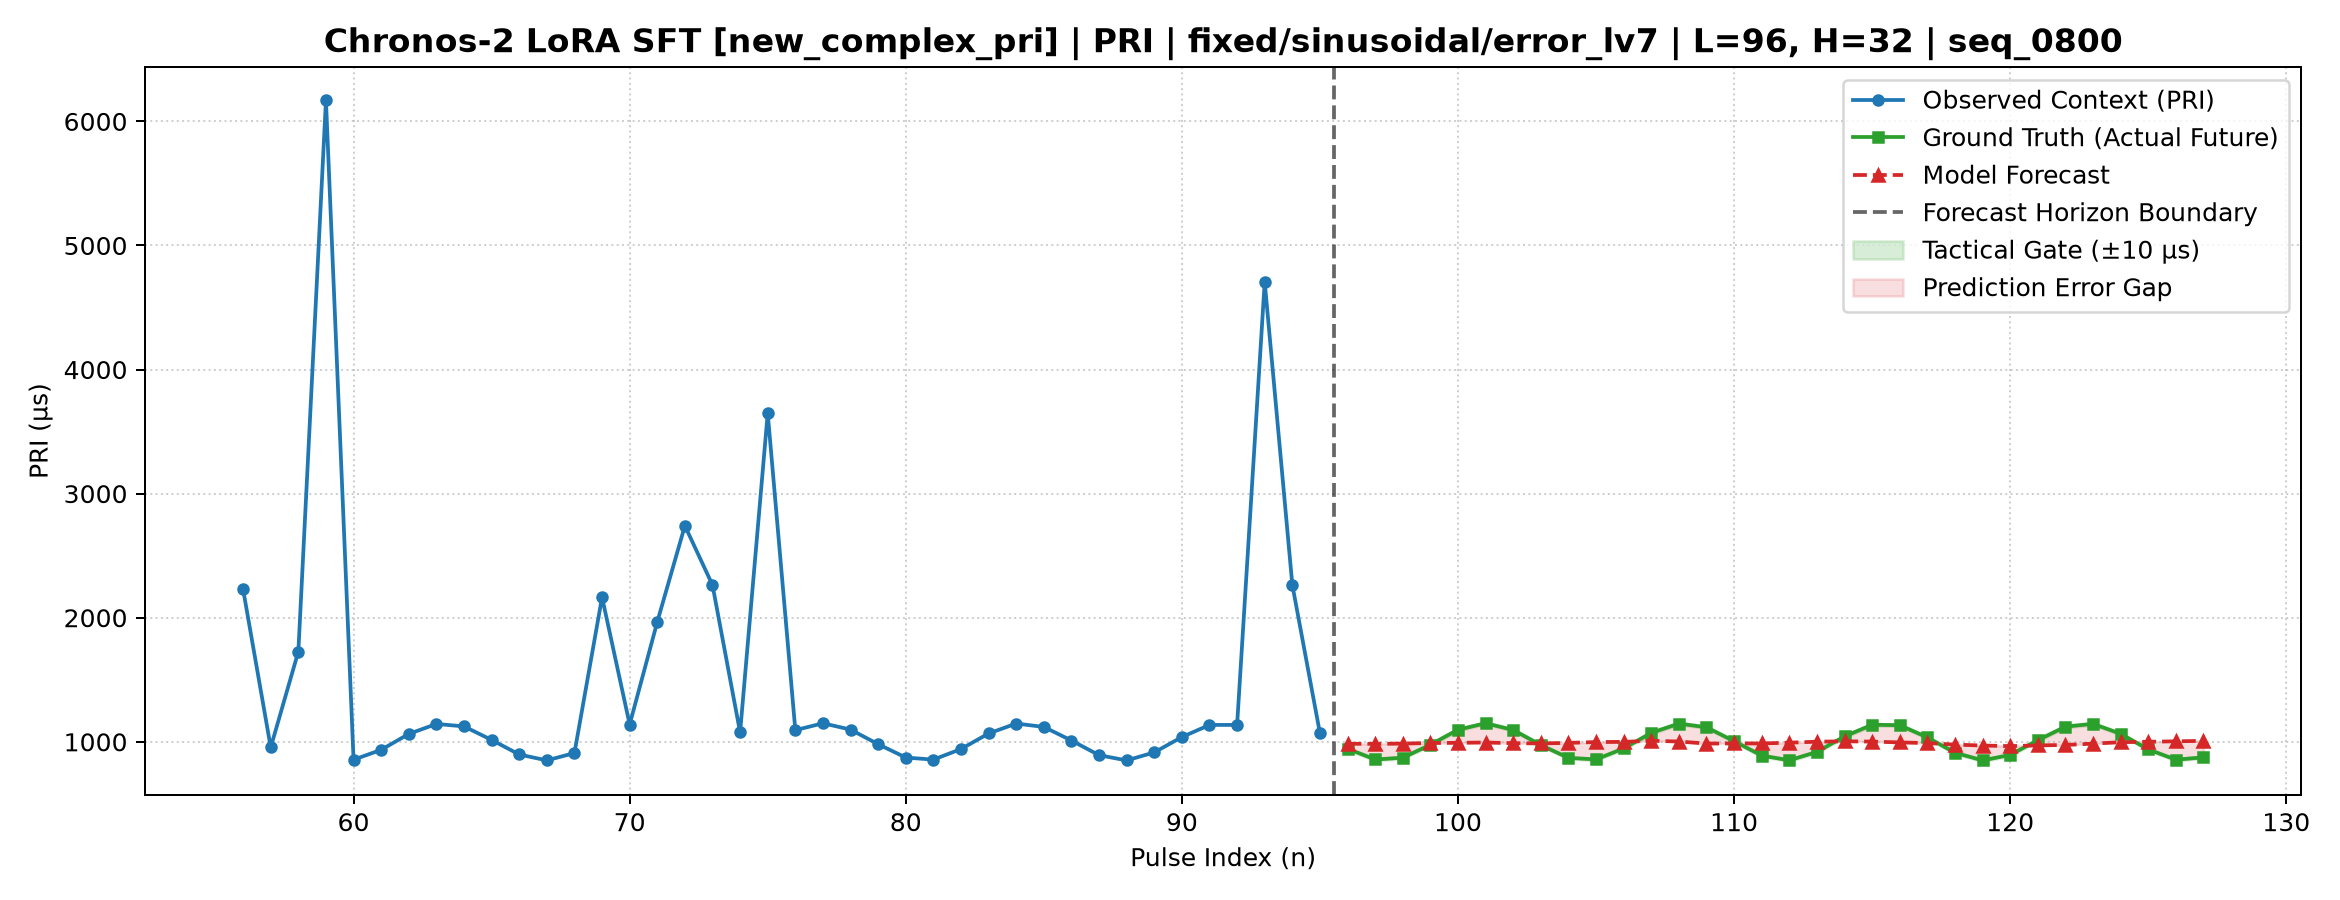 Chronos-2 LoRA SFT [new_complex_pri] | PRI | fixed/sinusoidal/error_lv7 | L=96, H=32 | seq_0800
Observed Context (PRI)
Ground Truth (Actual Future)
Model Forecast
Forecast Horizon Boundary
Tactical Gate (±10 µs)
Prediction Error Gap
PRI (µs)
6000
5000
4000
3000
2000
1000
60
70
80
90
100
110
120
130
Pulse Index (n)